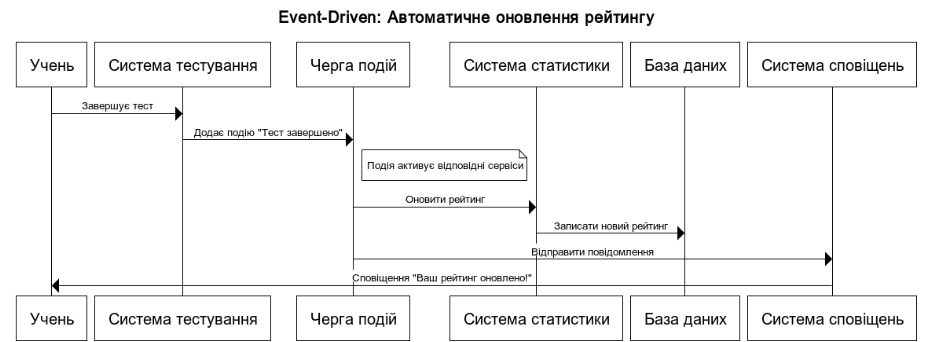 Event-Driven: Автоматичне оновлення рейтингу
Учень
Система тестування
Черга подій
Система статистики
База даних
Система сповіщень
Завершує тест
Додає подію "Тест завершено"
Подія активує відповідні сервіси
Оновити рейтинг
Записати новий рейтинг
Відправити повідомлення
Сповіщення "Ваш рейтинг оновлено!"
Учень
Система тестування
Черга подій
Система статистики
База даних
Система сповіщень